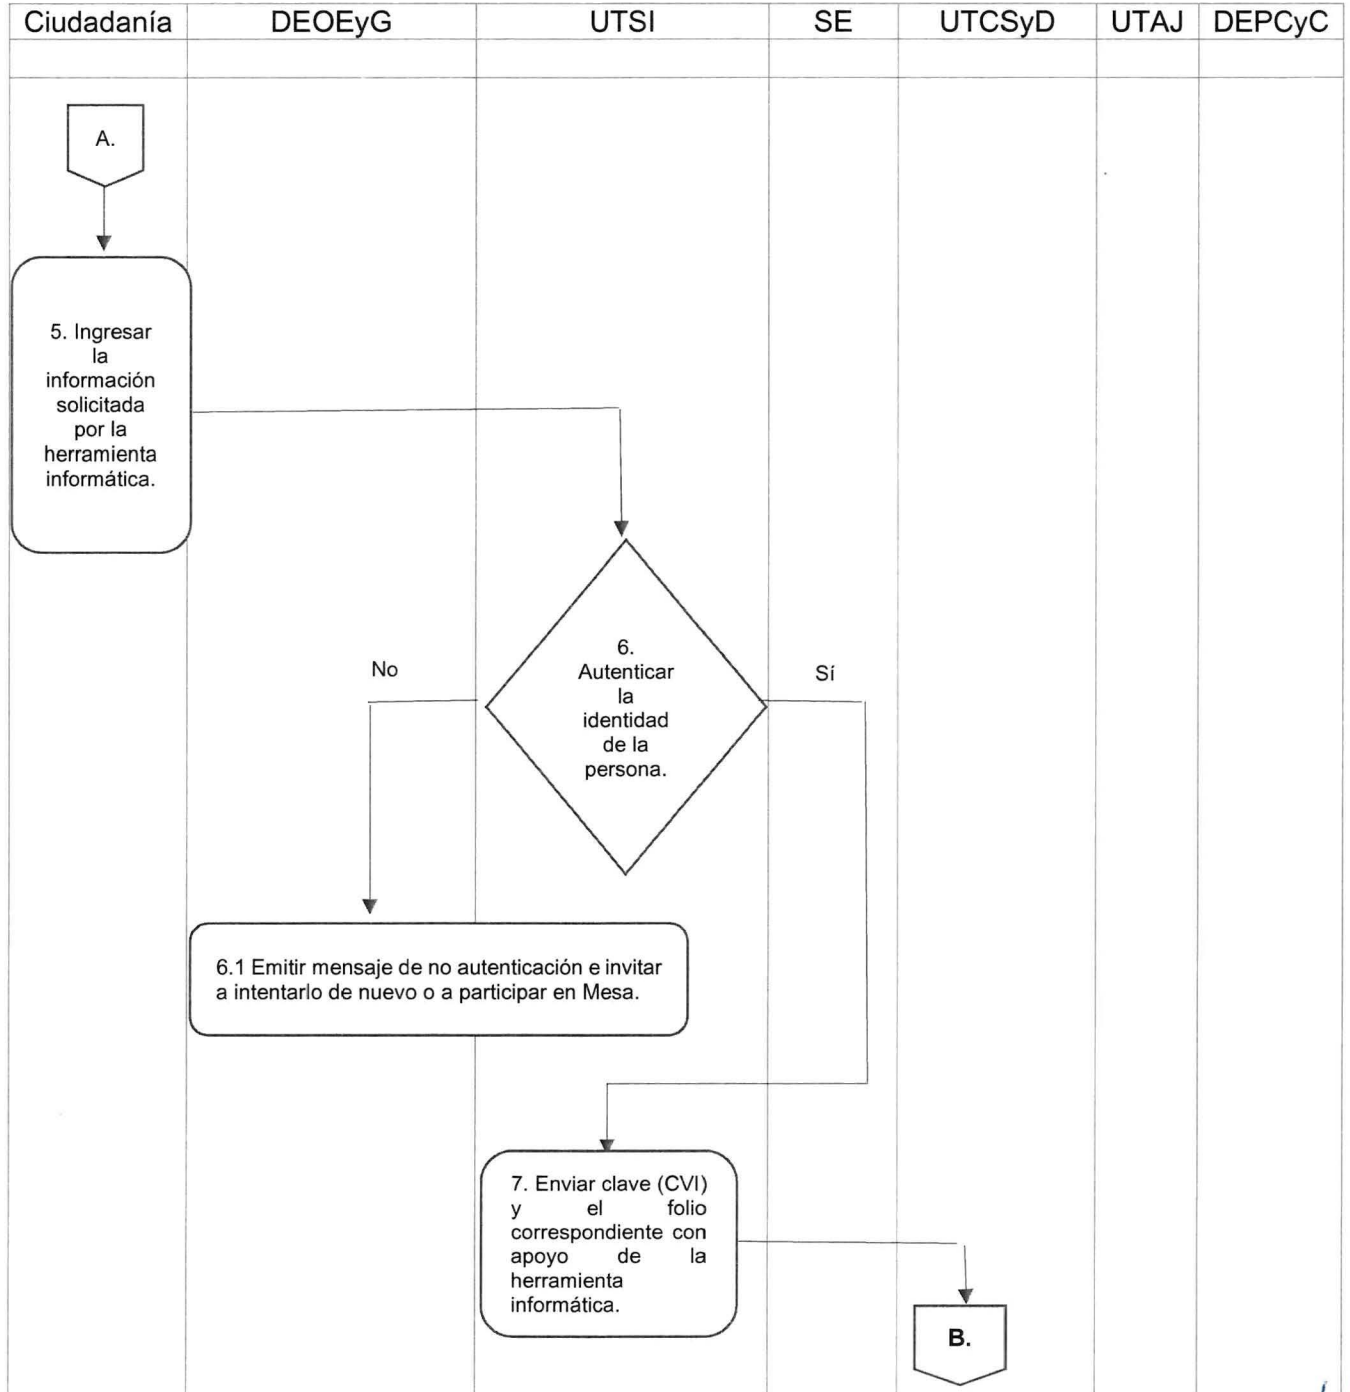 Ciudadanía DEOEyG UTSI SE UTCSyD UTAJ DEPCyC
A.
5. Ingresar
la
información
solicitada
por la
herramienta
informática.
6.
Autenticar
la
identidad
de la
persona.
No
Sí
6.1 Emitir mensaje de no autenticación e invitar
a intentarlo de nuevo o a participar en Mesa.
7. Enviar clave (CVI)
y el folio
correspondiente con
apoyo de la
herramienta
informática.
B.